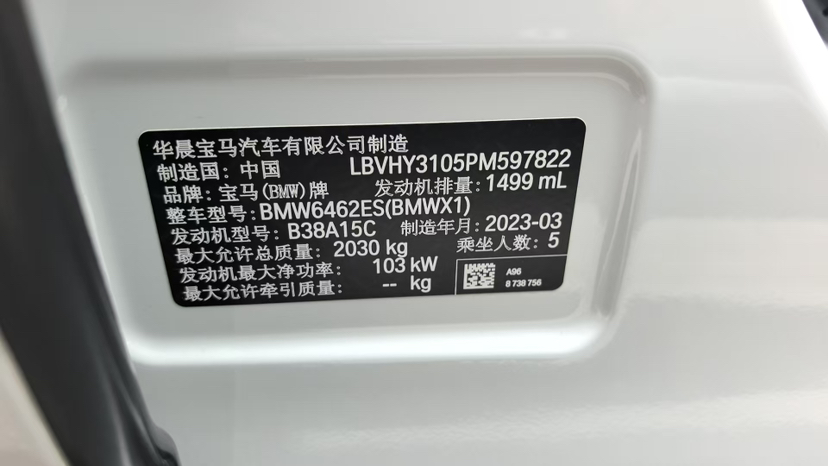 华晨宝马汽车有限公司制造
制造国: 中国 LBVHY3105PM597822
品牌: 宝马(BMW)牌 发动机排量: 1499 mL
整车型号: BMW6462ES(BMWX1)
发动机型号: B38A15C 制造年月: 2023-03
最大允许总质量: 2030 kg 乘坐人数: 5
发动机最大净功率: 103 kW
最大允许牵引质量: -- kg
A96
8 738 756